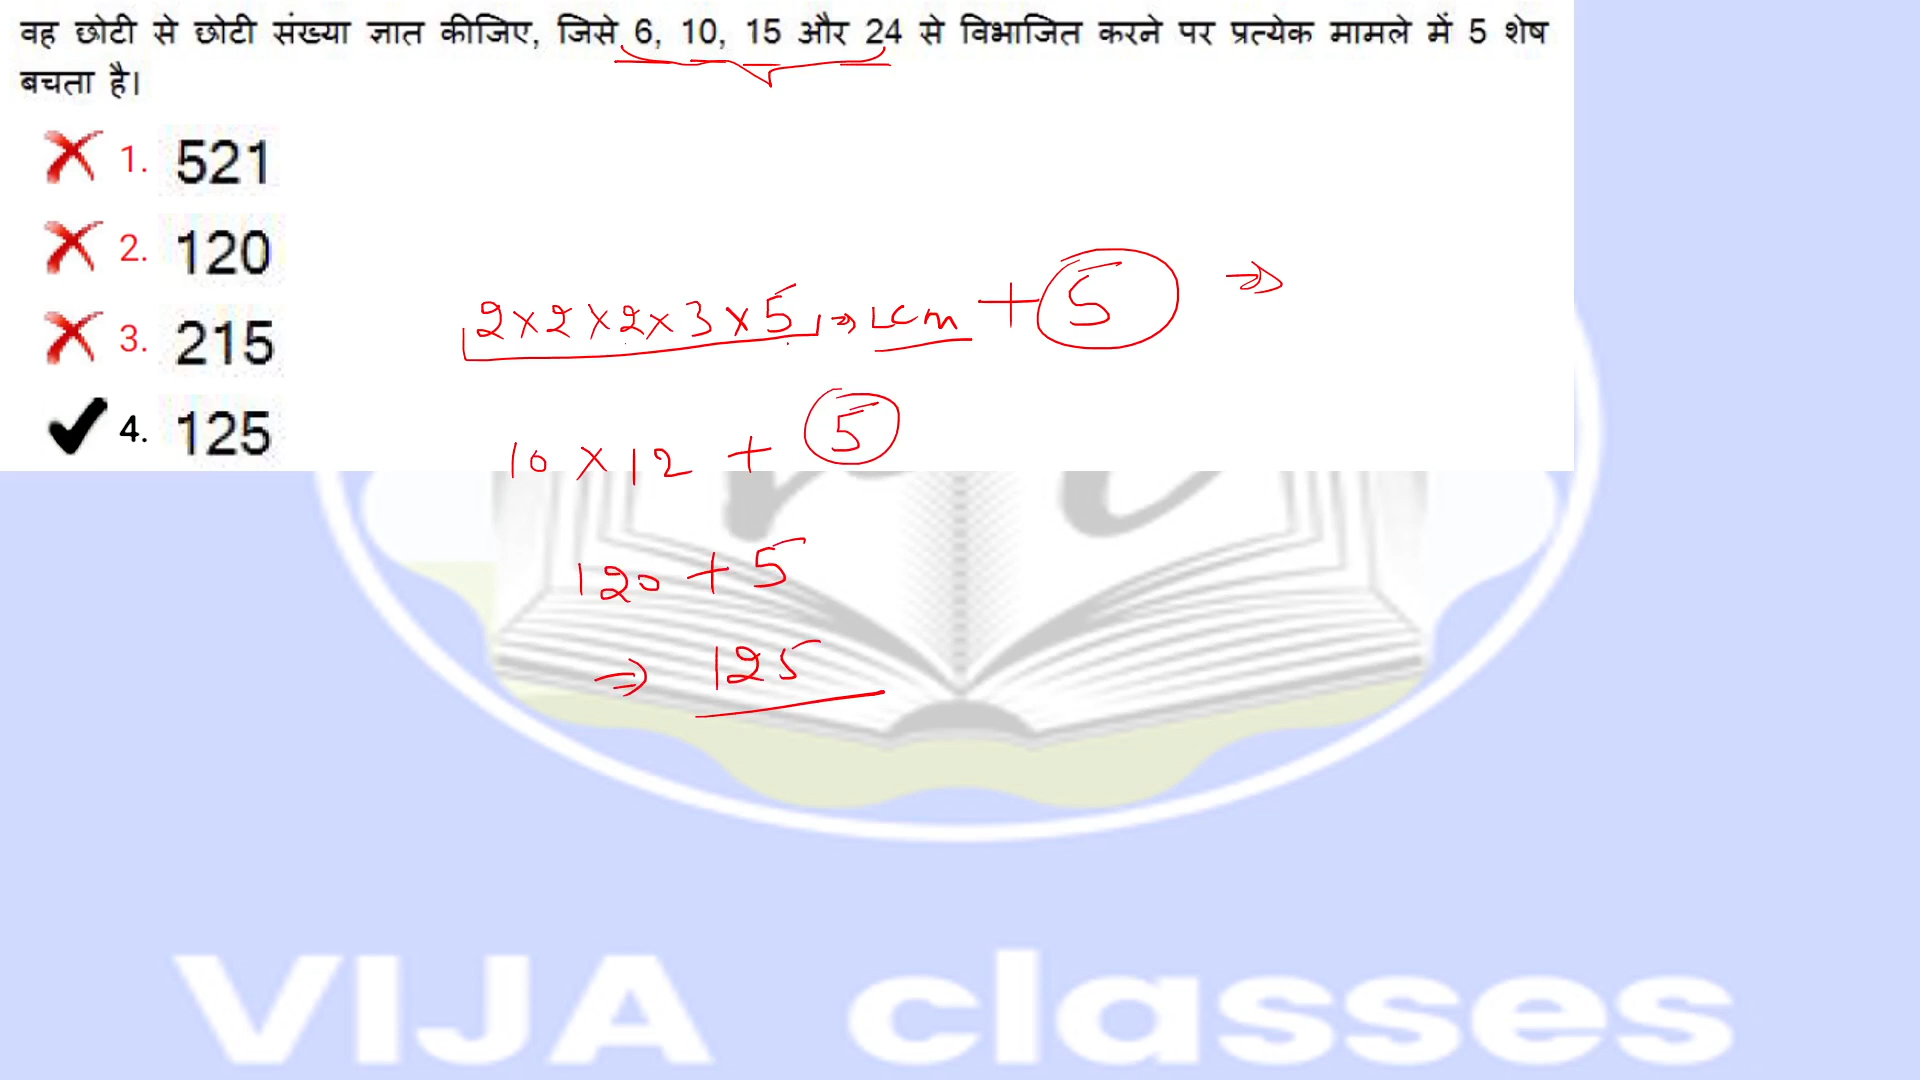 वह छोटी से छोटी संख्या ज्ञात कीजिए, जिसे 6, 10, 15 और 24 से विभाजित करने पर प्रत्येक मामले में 5 शेष
बचता है।
1. 521
2. 120
3. 215
4. 125
2×2×2×3×5 ⇒ LCM + 5 ⇒
10 × 12 + 5
120 + 5
⇒ 125
VIJA classes